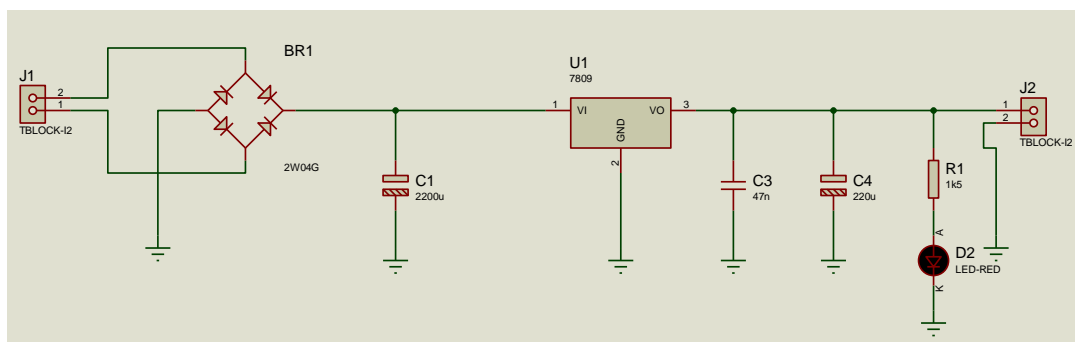 J1
2
1
TBLOCK-I2
BR1
2W04G
C1
2200u
U1
7809
1
VI
VO
3
GND
2
C3
47n
C4
220u
R1
1k5
A
D2
LED-RED
K
J2
1
2
TBLOCK-I2